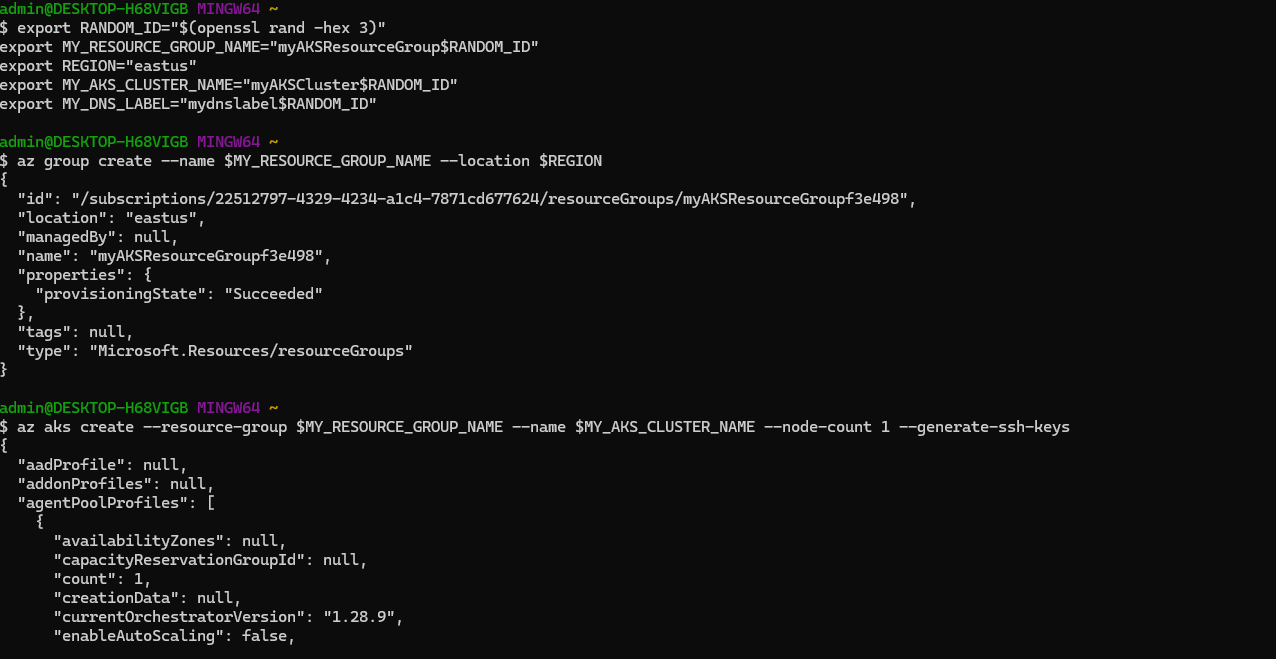 admin@DESKTOP-H68VIGB MINGW64 ~
$ export RANDOM_ID="$(openssl rand -hex 3)"
export MY_RESOURCE_GROUP_NAME="myAKSResourceGroup$RANDOM_ID"
export REGION="eastus"
export MY_AKS_CLUSTER_NAME="myAKSCluster$RANDOM_ID"
export MY_DNS_LABEL="mydnslabel$RANDOM_ID"

admin@DESKTOP-H68VIGB MINGW64 ~
$ az group create --name $MY_RESOURCE_GROUP_NAME --location $REGION
{
  "id": "/subscriptions/22512797-4329-4234-a1c4-7871cd677624/resourceGroups/myAKSResourceGroupf3e498",
  "location": "eastus",
  "managedBy": null,
  "name": "myAKSResourceGroupf3e498",
  "properties": {
    "provisioningState": "Succeeded"
  },
  "tags": null,
  "type": "Microsoft.Resources/resourceGroups"
}

admin@DESKTOP-H68VIGB MINGW64 ~
$ az aks create --resource-group $MY_RESOURCE_GROUP_NAME --name $MY_AKS_CLUSTER_NAME --node-count 1 --generate-ssh-keys
{
  "aadProfile": null,
  "addonProfiles": null,
  "agentPoolProfiles": [
    {
      "availabilityZones": null,
      "capacityReservationGroupId": null,
      "count": 1,
      "creationData": null,
      "currentOrchestratorVersion": "1.28.9",
      "enableAutoScaling": false,